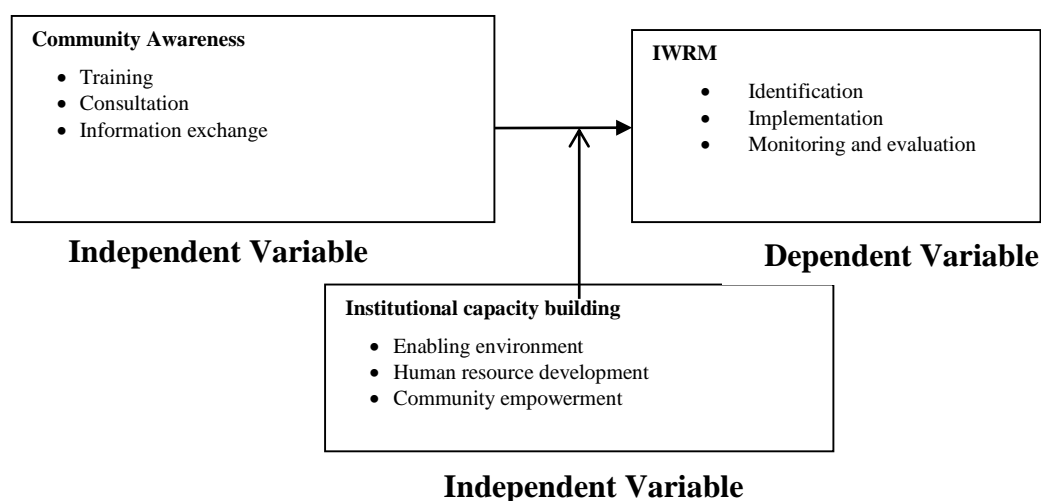 Community Awareness
• Training
• Consultation
• Information exchange
Independent Variable
IWRM
• Identification
• Implementation
• Monitoring and evaluation
Dependent Variable
Institutional capacity building
• Enabling environment
• Human resource development
• Community empowerment
Independent Variable